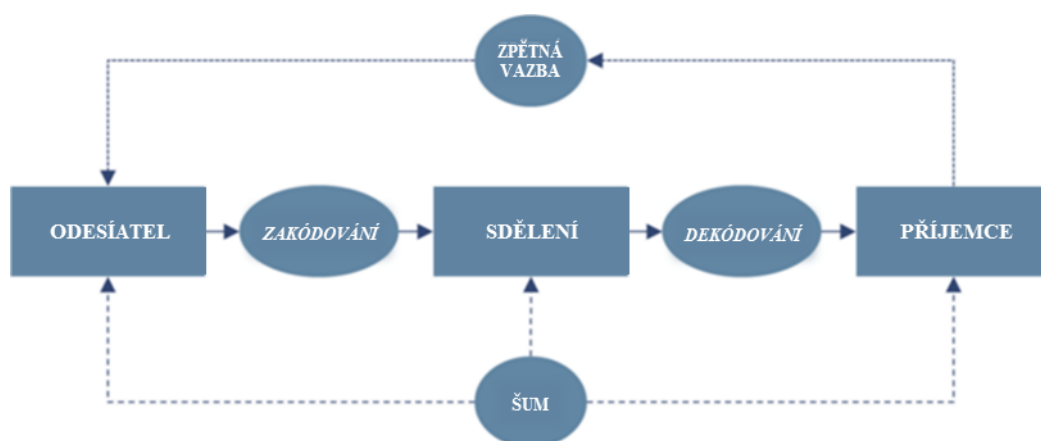 ZPĚTNÁ
VAZBA
ODESÍATEL
ZAKÓDOVÁNÍ
SDĚLENÍ
DEKÓDOVÁNÍ
PŘÍJEMCE
ŠUM